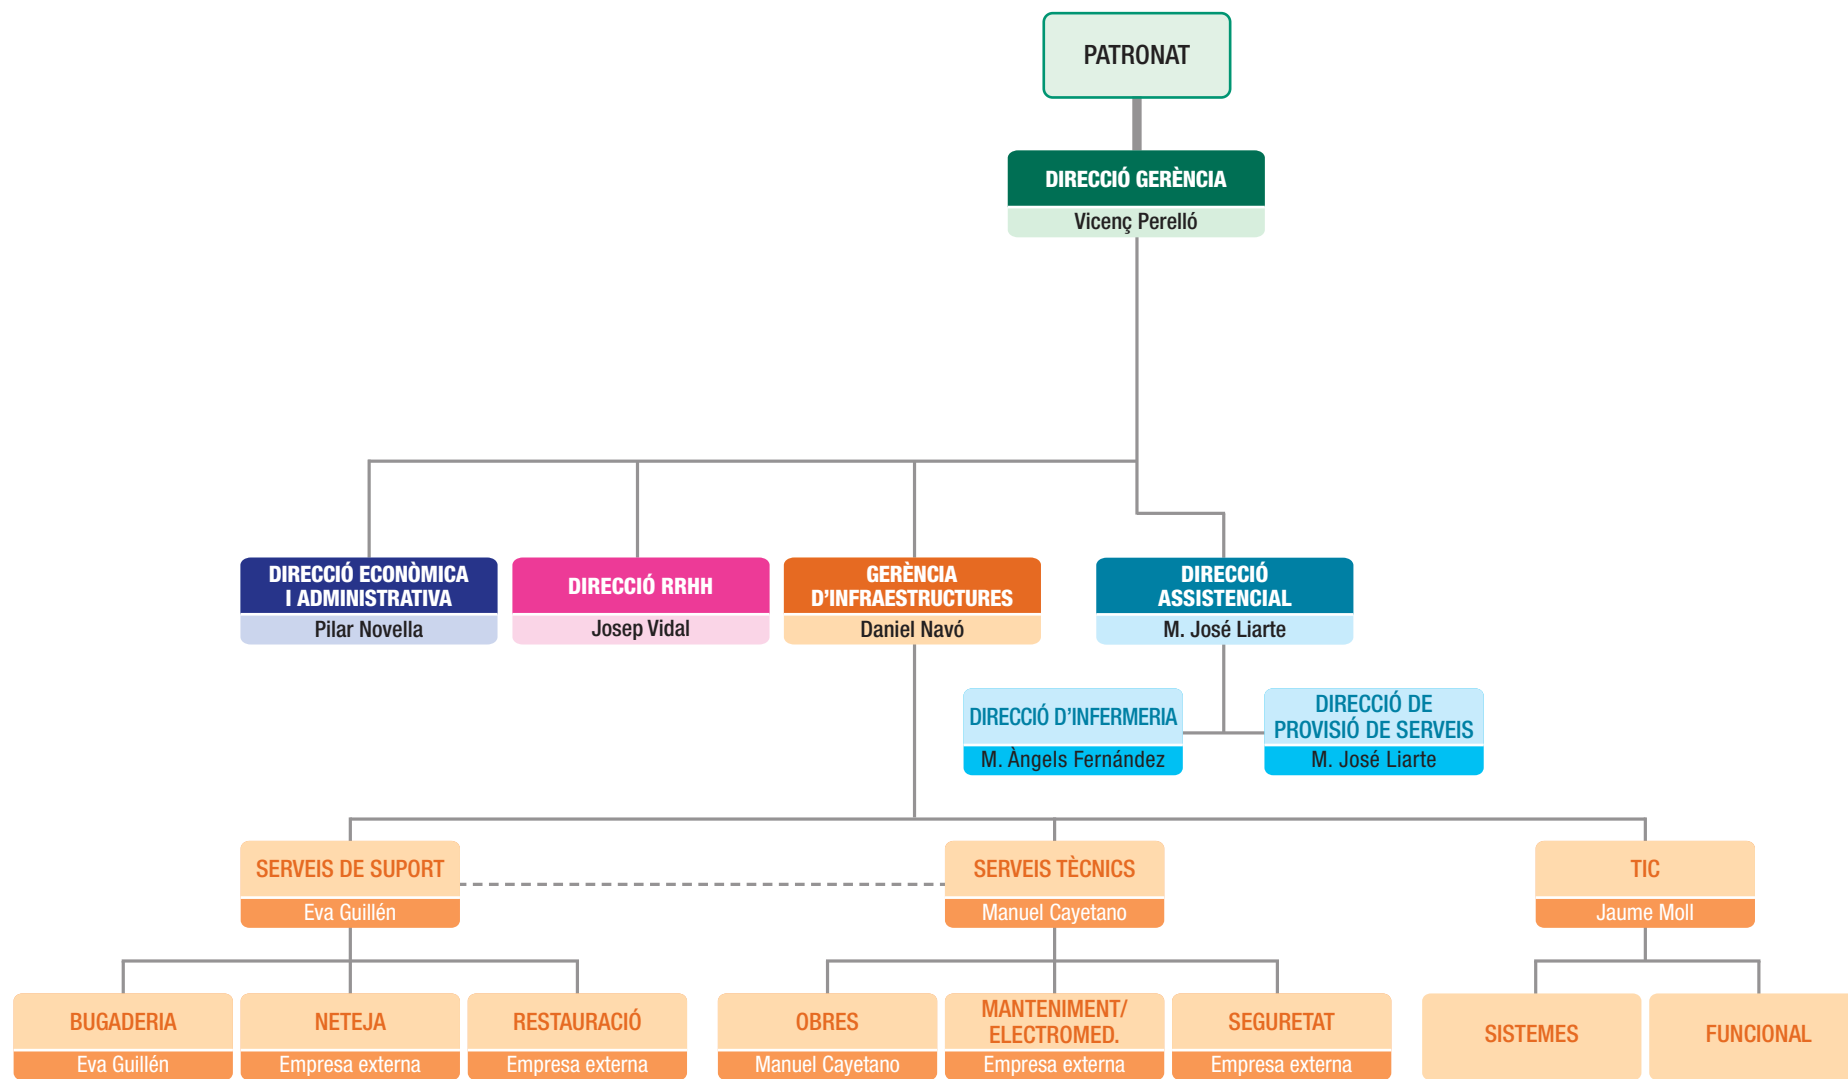 PATRONAT
DIRECCIÓ GERÈNCIA
Vicenç Perelló
DIRECCIÓ ECONÒMICA
I ADMINISTRATIVA
Pilar Novella
DIRECCIÓ RRHH
Josep Vidal
GERÈNCIA
D’INFRAESTRUCTURES
Daniel Navó
DIRECCIÓ
ASSISTENCIAL
M. José Liarte
DIRECCIÓ D’INFERMERIA
M. Àngels Fernández
DIRECCIÓ DE
PROVISIÓ DE SERVEIS
M. José Liarte
SERVEIS DE SUPORT
Eva Guillén
SERVEIS TÈCNICS
Manuel Cayetano
TIC
Jaume Moll
BUGADERIA
Eva Guillén
NETEJA
Empresa externa
RESTAURACIÓ
Empresa externa
OBRES
Manuel Cayetano
MANTENIMENT/
ELECTROMED.
Empresa externa
SEGURETAT
Empresa externa
SISTEMES
FUNCIONAL